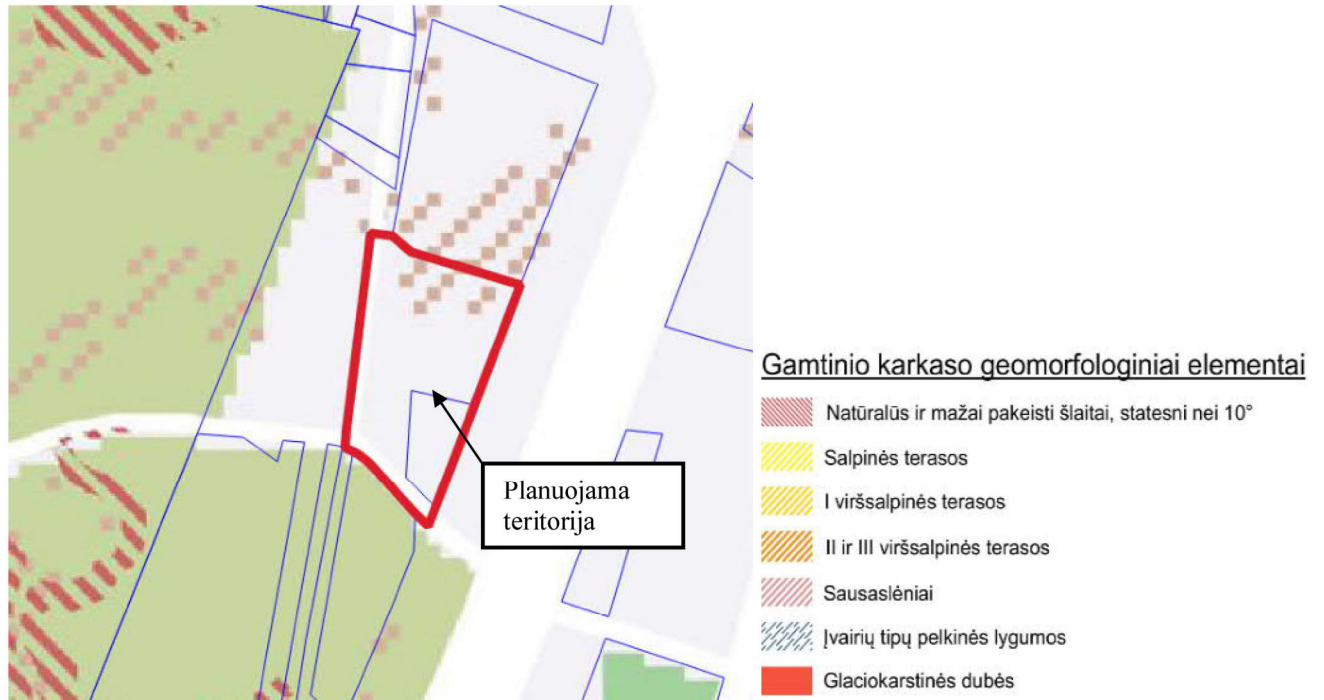 Planuojama
teritorija
Gamtinio karkaso geomorfologiniai elementai
Natūralūs ir mažai pakeisti šlaitai, statesni nei 10°
Salpinės terasos
I viršsalpinės terasos
II ir III viršsalpinės terasos
Sausaslėniai
Įvairių tipų pelkinės lygumos
Glaciokarstinės dubės